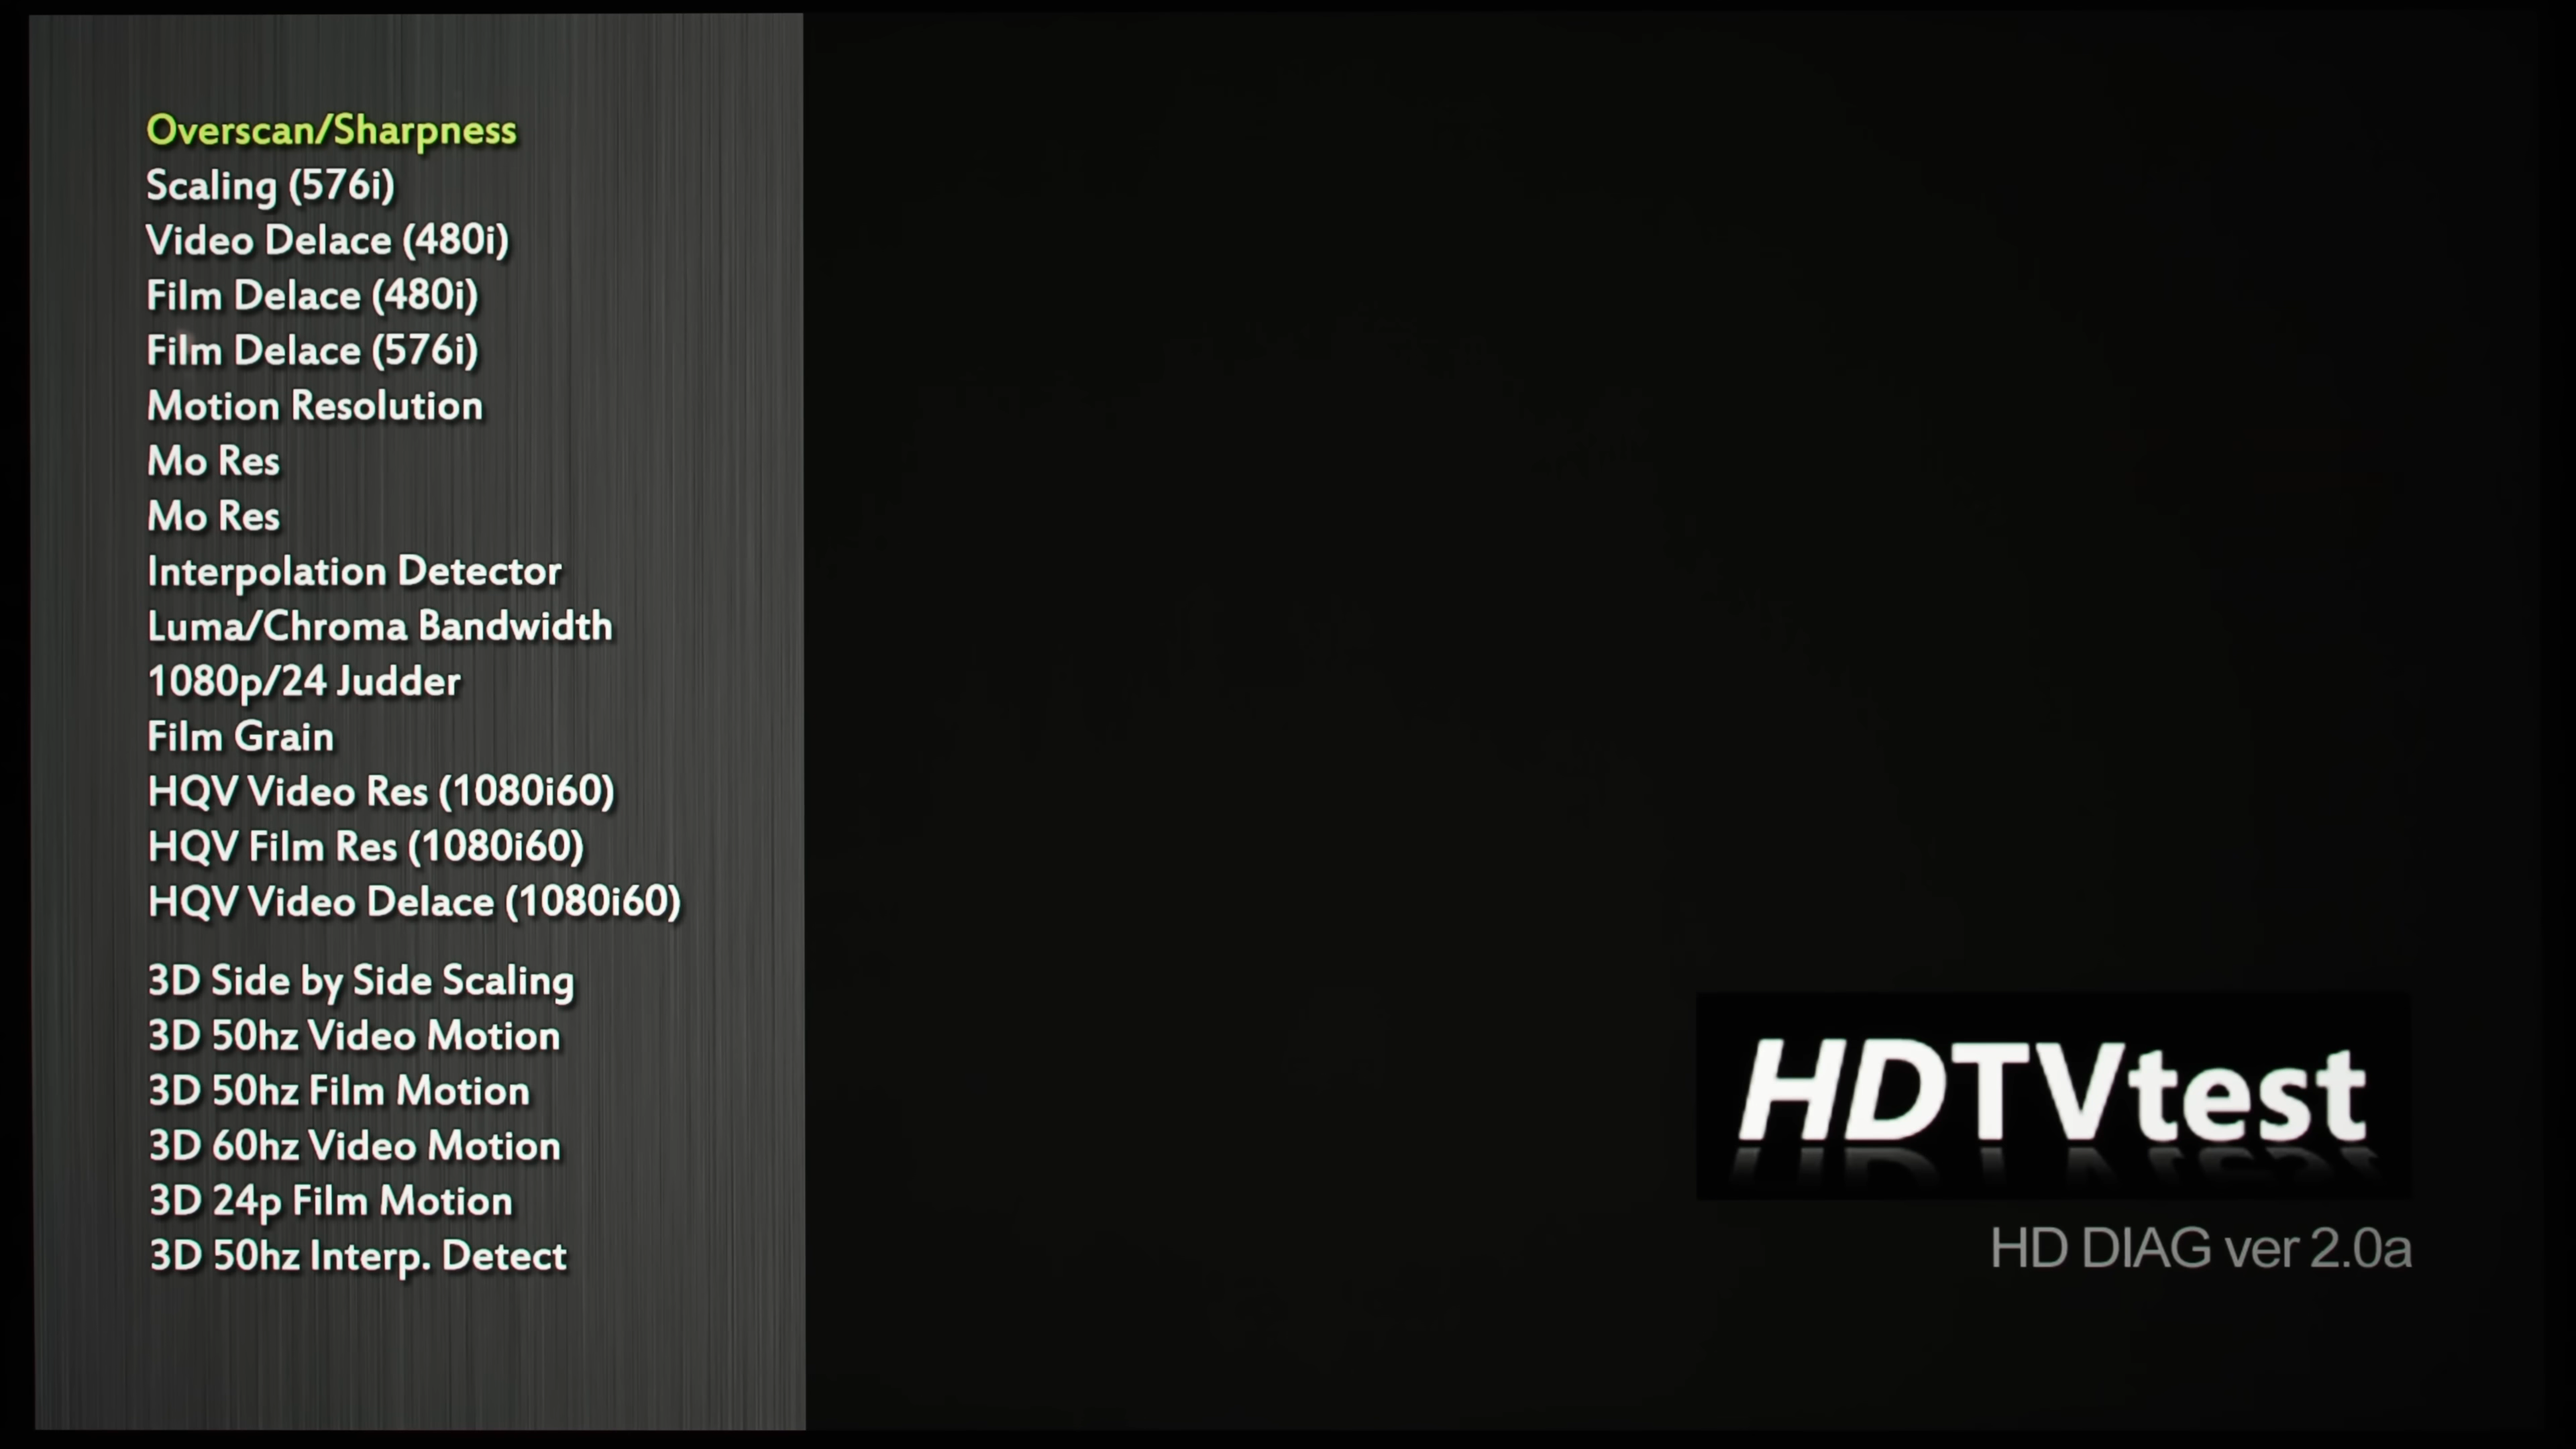 Overscan/Sharpness
Scaling (576i)
Video Delace (480i)
Film Delace (480i)
Film Delace (576i)
Motion Resolution
Mo Res
Mo Res
Interpolation Detector
Luma/Chroma Bandwidth
1080p/24 Judder
Film Grain
HQV Video Res (1080i60)
HQV Film Res (1080i60)
HQV Video Delace (1080i60)
3D Side by Side Scaling
3D 50hz Video Motion
3D 50hz Film Motion
3D 60hz Video Motion
3D 24p Film Motion
3D 50hz Interp. Detect
HDTVtest
HD DIAG ver 2.0a